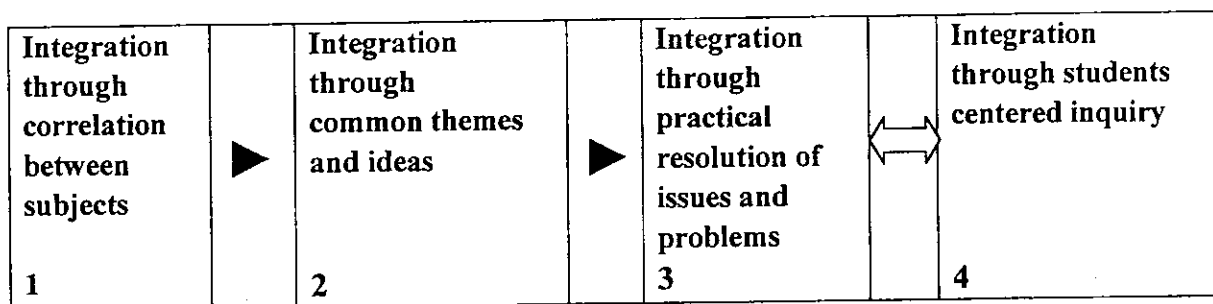 Integration
through
correlation
between
subjects
1
Integration
through
common themes
and ideas
2
Integration
through
practical
resolution of
issues and
problems
3
Integration
through students
centered inquiry
4